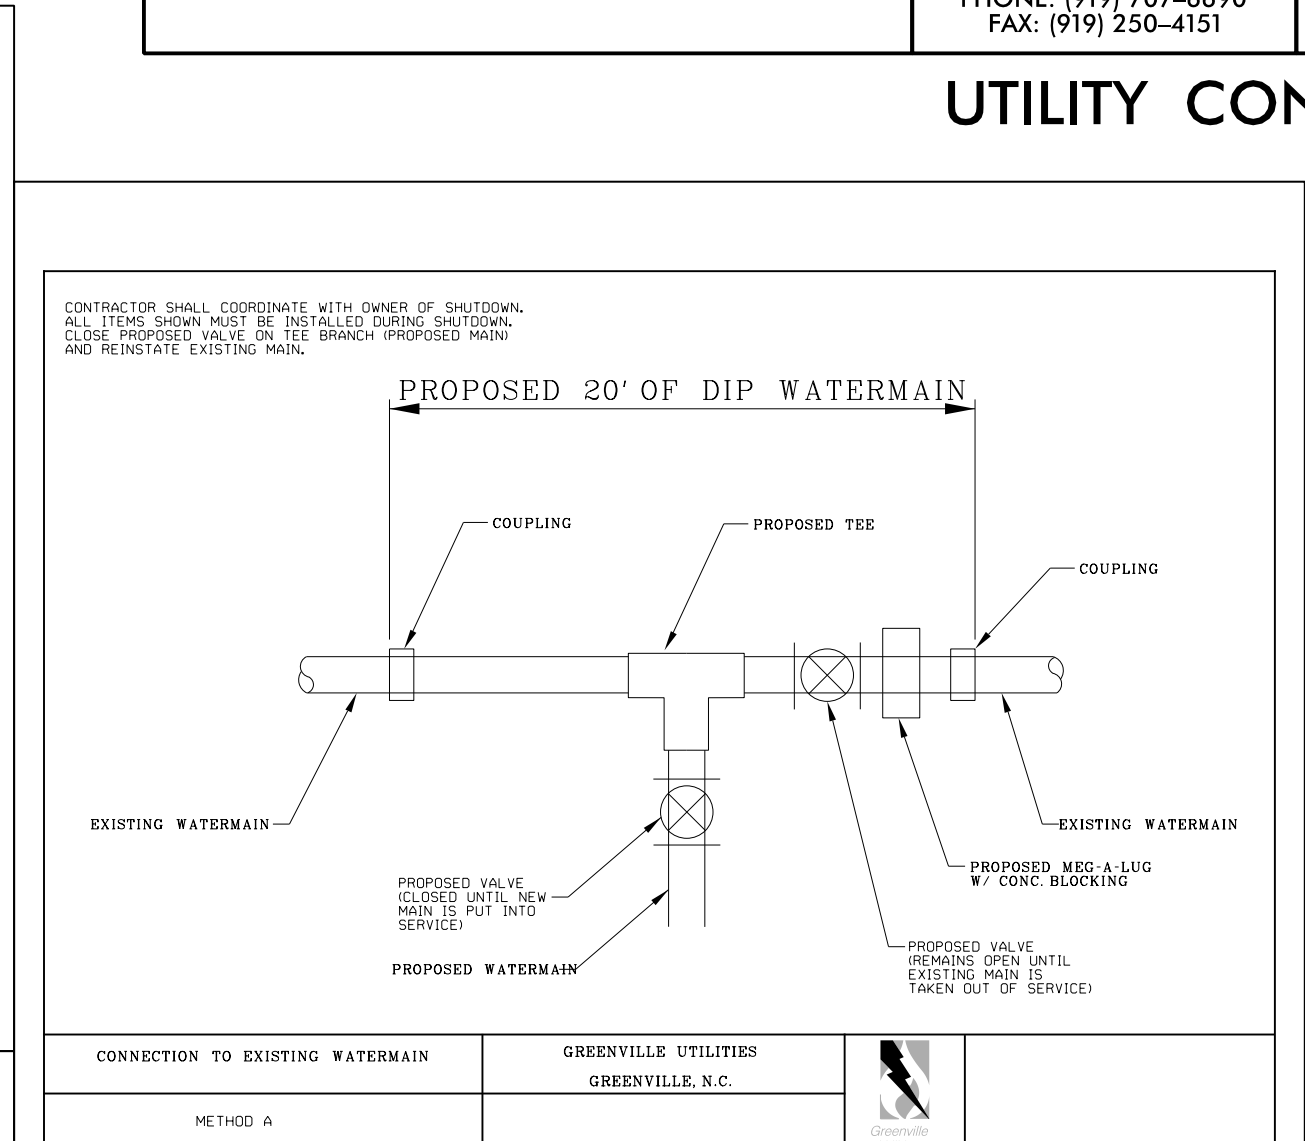 FAX: (919) 250–4151
UTILITY
CONTRACTOR SHALL COORDINATE WITH OWNER OF SHUTDOWN.
ALL ITEMS SHOWN MUST BE INSTALLED DURING SHUTDOWN.
CLOSE PROPOSED VALVE ON TEE BRANCH (PROPOSED MAIN)
AND REINSTATE EXISTING MAIN.
PROPOSED 20' OF DIP WATERMAIN
COUPLING
PROPOSED TEE
COUPLING
EXISTING WATERMAIN
EXISTING WATERMAIN
PROPOSED MEG-A-LUG
W/ CONC. BLOCKING
PROPOSED VALVE
(CLOSED UNTIL NEW
MAIN IS PUT INTO
SERVICE)
PROPOSED WATERMAIN
PROPOSED VALVE
(REMAINS OPEN UNTIL
EXISTING MAIN IS
TAKEN OUT OF SERVICE)
CONNECTION TO EXISTING WATERMAIN
GREENVILLE UTILITIES
GREENVILLE, N.C.
METHOD A
Greenville